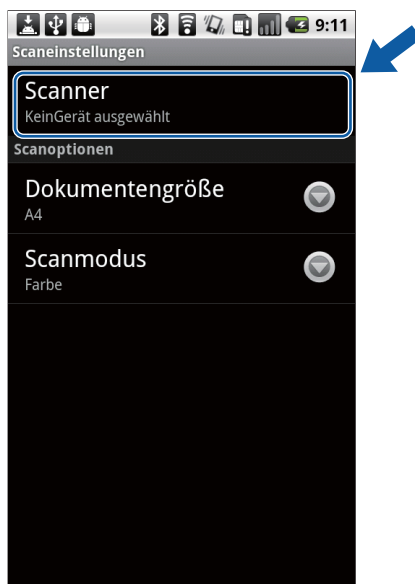 9:11
Scaneinstellungen
Scanner
KeinGerät ausgewählt
Scanoptionen
Dokumentengröße
A4
Scanmodus
Farbe